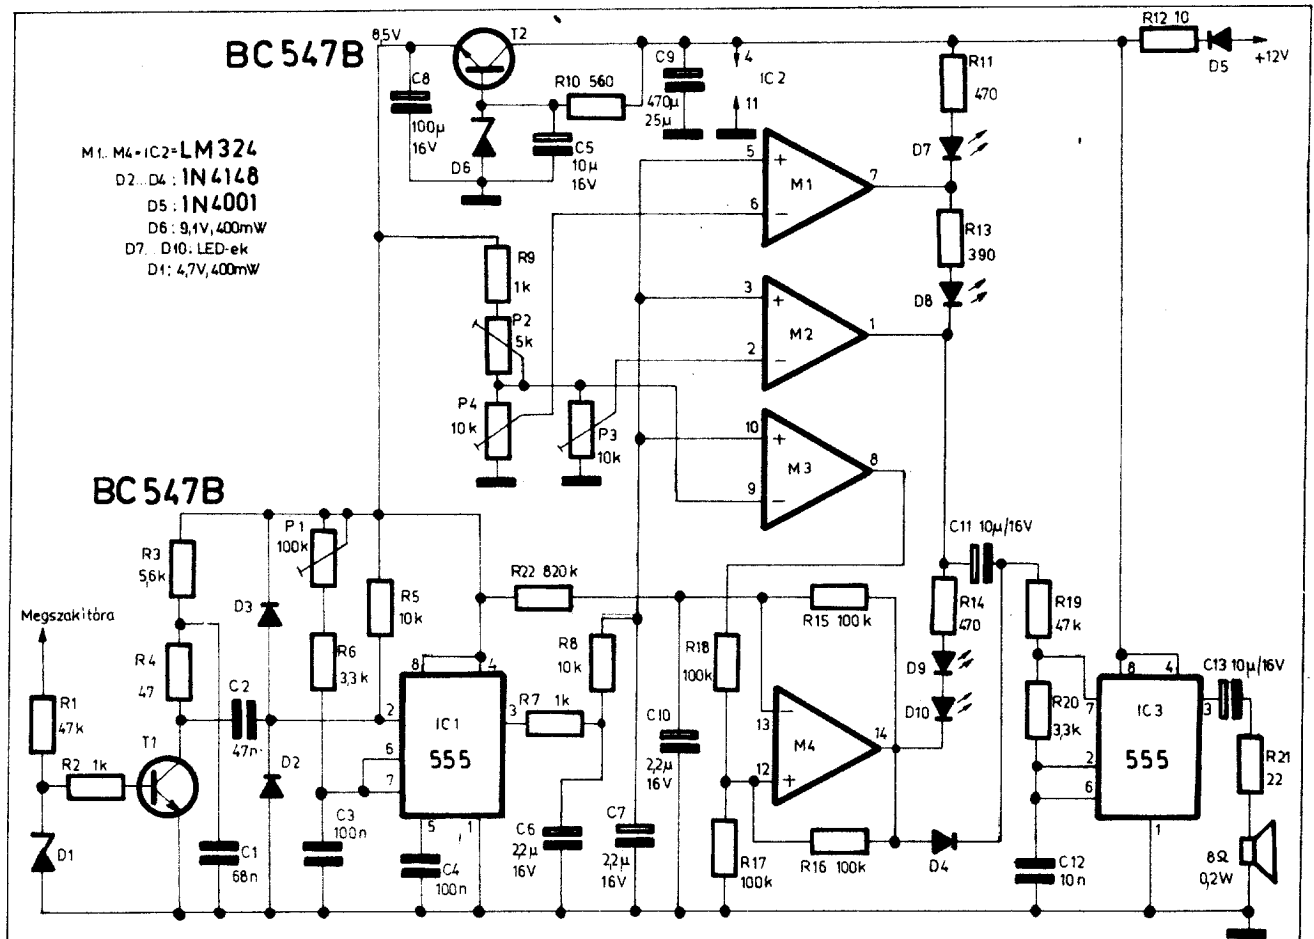 BC547B
8,5V
T2
R12 10
D5
+12V
C8
100µ
16V
R10 560
C9
470µ
25µ
4
IC2
11
R11
470
D6
C5
10µ
16V
M1..M4=IC2=LM324
D2...D4: 1N4148
D5: 1N4001
D6: 9,1V, 400mW
D7...D10: LED-ek
D1: 4,7V, 400mW
5
+
M1
7
6
−
D7
R13
390
D8
R9
1k
P2
5k
3
+
M2
1
2
−
P4
10k
P3
10k
10
+
M3
8
9
−
BC547B
R3
5,6k
P1
100k
D3
R5
10k
R22 820k
C11 10µ/16V
Megszakítóra
R4
47
R6
3,3k
R8
10k
R15 100k
R14
470
R19
47k
R18
100k
D9
D10
R1
47k
C2
47n
8
4
2
IC1
3
555
6
7
5
1
R7 1k
C10
2,2µ
16V
13
−
M4
14
12
+
R20
3,3k
8
4
7
IC3
3
555
2
6
1
C13 10µ/16V
R21
22
R2 1k
T1
D2
D1
C1
68n
C3
100n
C4
100n
C6
2,2µ
16V
C7
2,2µ
16V
R17
100k
R16 100k
D4
C12
10n
8Ω
0,2W